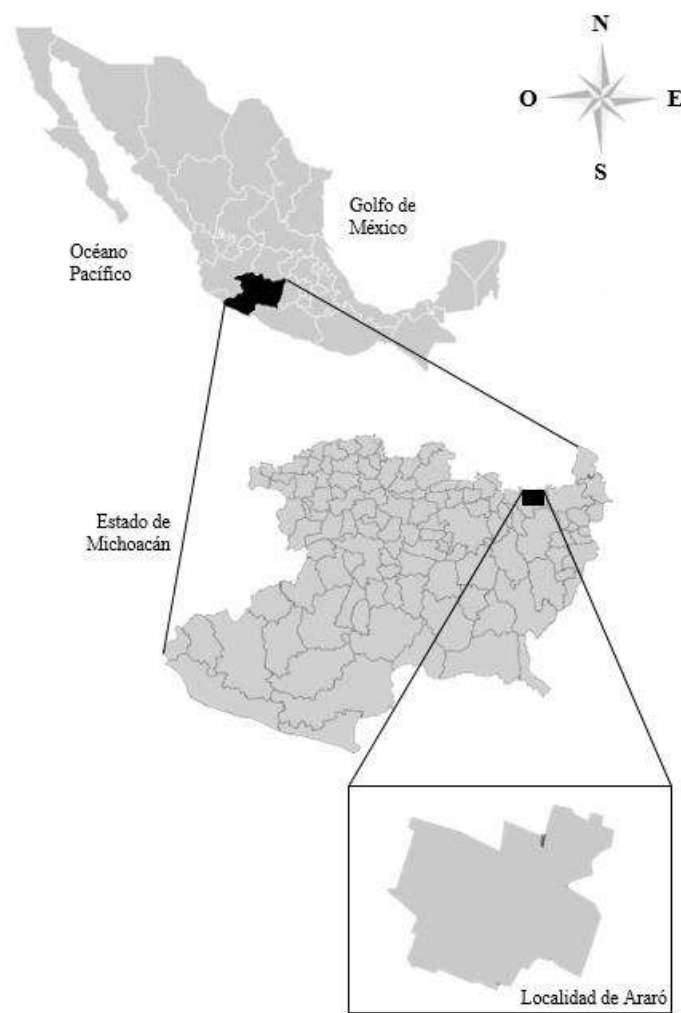 N
O
E
S
Golfo de
México
Océano
Pacífico
Estado de
Michoacán
Localidad de Araró